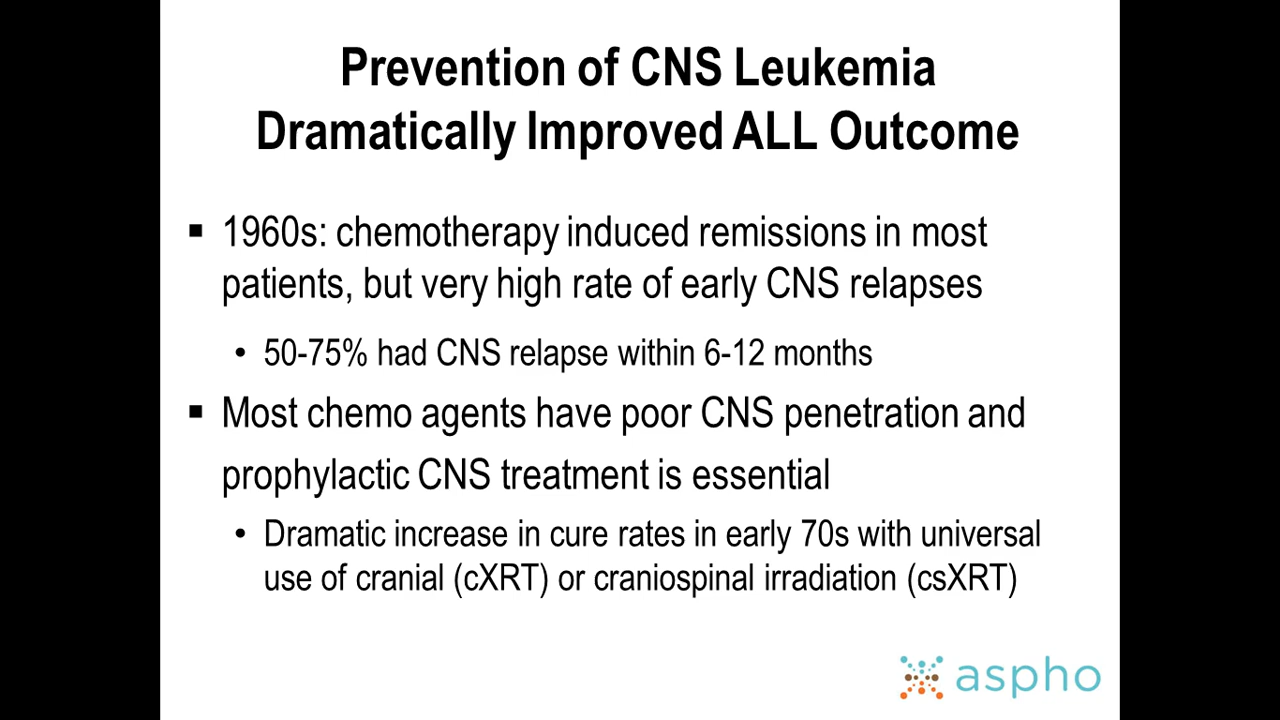 Prevention of CNS Leukemia
Dramatically Improved ALL Outcome
▪ 1960s: chemotherapy induced remissions in most
patients, but very high rate of early CNS relapses
• 50-75% had CNS relapse within 6-12 months
▪ Most chemo agents have poor CNS penetration and
prophylactic CNS treatment is essential
• Dramatic increase in cure rates in early 70s with universal
use of cranial (cXRT) or craniospinal irradiation (csXRT)
aspho